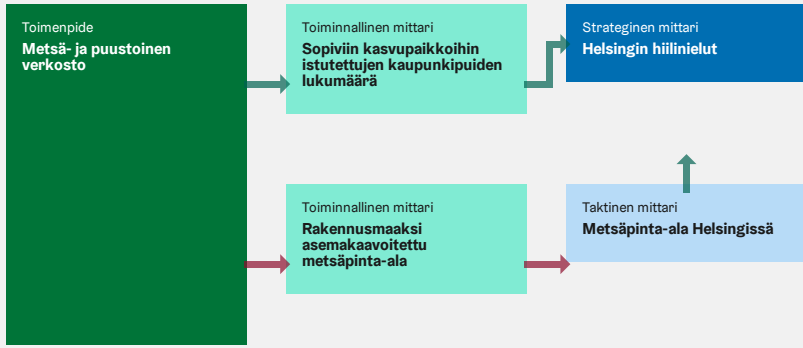 Toimenpide
Metsä- ja puustoinen
verkosto
Toiminnallinen mittari
Sopiviin kasvupaikkoihin
istutettujen kaupunkipuiden
lukumäärä
Strateginen mittari
Helsingin hiilinielut
Toiminnallinen mittari
Rakennusmaaksi
asemakaavoitettu
metsäpinta-ala
Taktinen mittari
Metsäpinta-ala Helsingissä